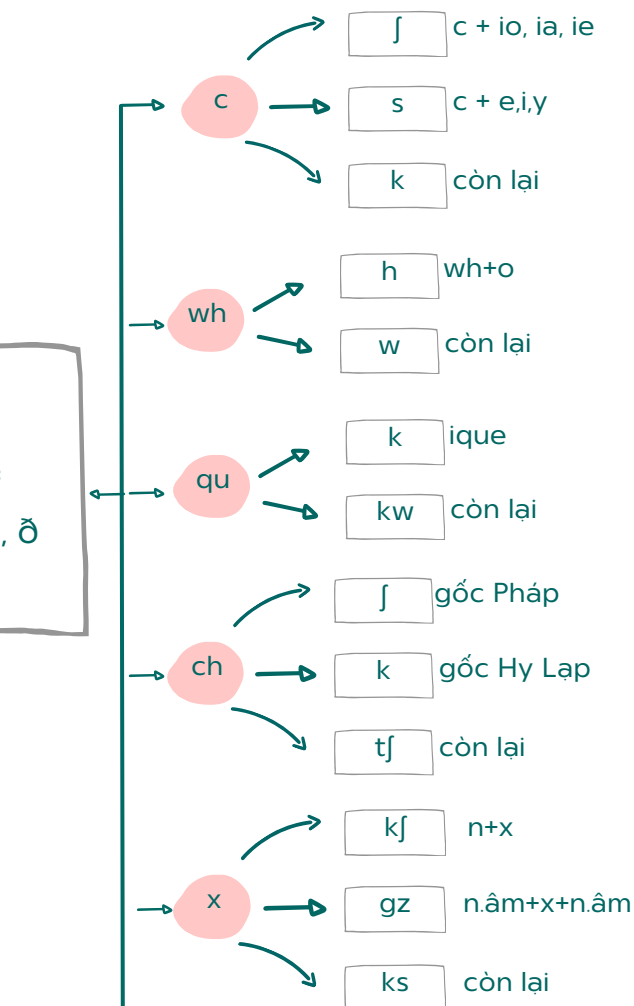 ʃ c + io, ia, ie
c s c + e,i,y
k còn lại
wh h wh+o
w còn lại
qu k ique
kw còn lại
, ð
ʃ gốc Pháp
ch k gốc Hy Lạp
tʃ còn lại
kʃ n+x
x gz n.âm+x+n.âm
ks còn lại